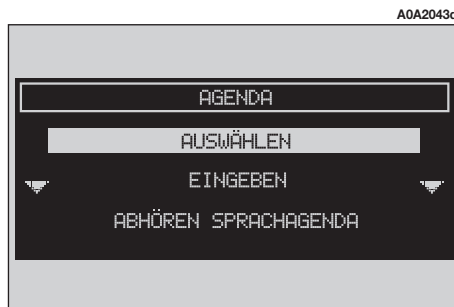 A0A2043c
AGENDA
AUSWÄHLEN
EINGEBEN
ABHÖREN SPRACHAGENDA